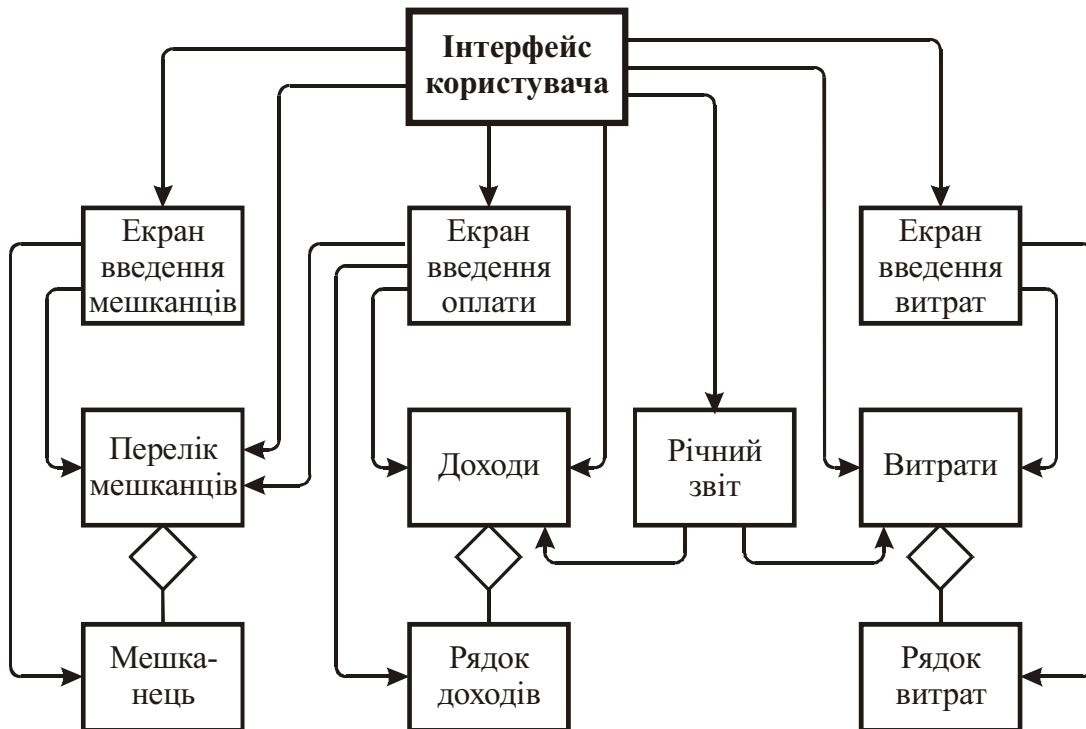 Інтерфейс
користувача
Екран
введення
мешканців
Екран
введення
оплати
Екран
введення
витрат
Перелік
мешканців
Доходи
Річний
звіт
Витрати
Мешка-
нець
Рядок
доходів
Рядок
витрат